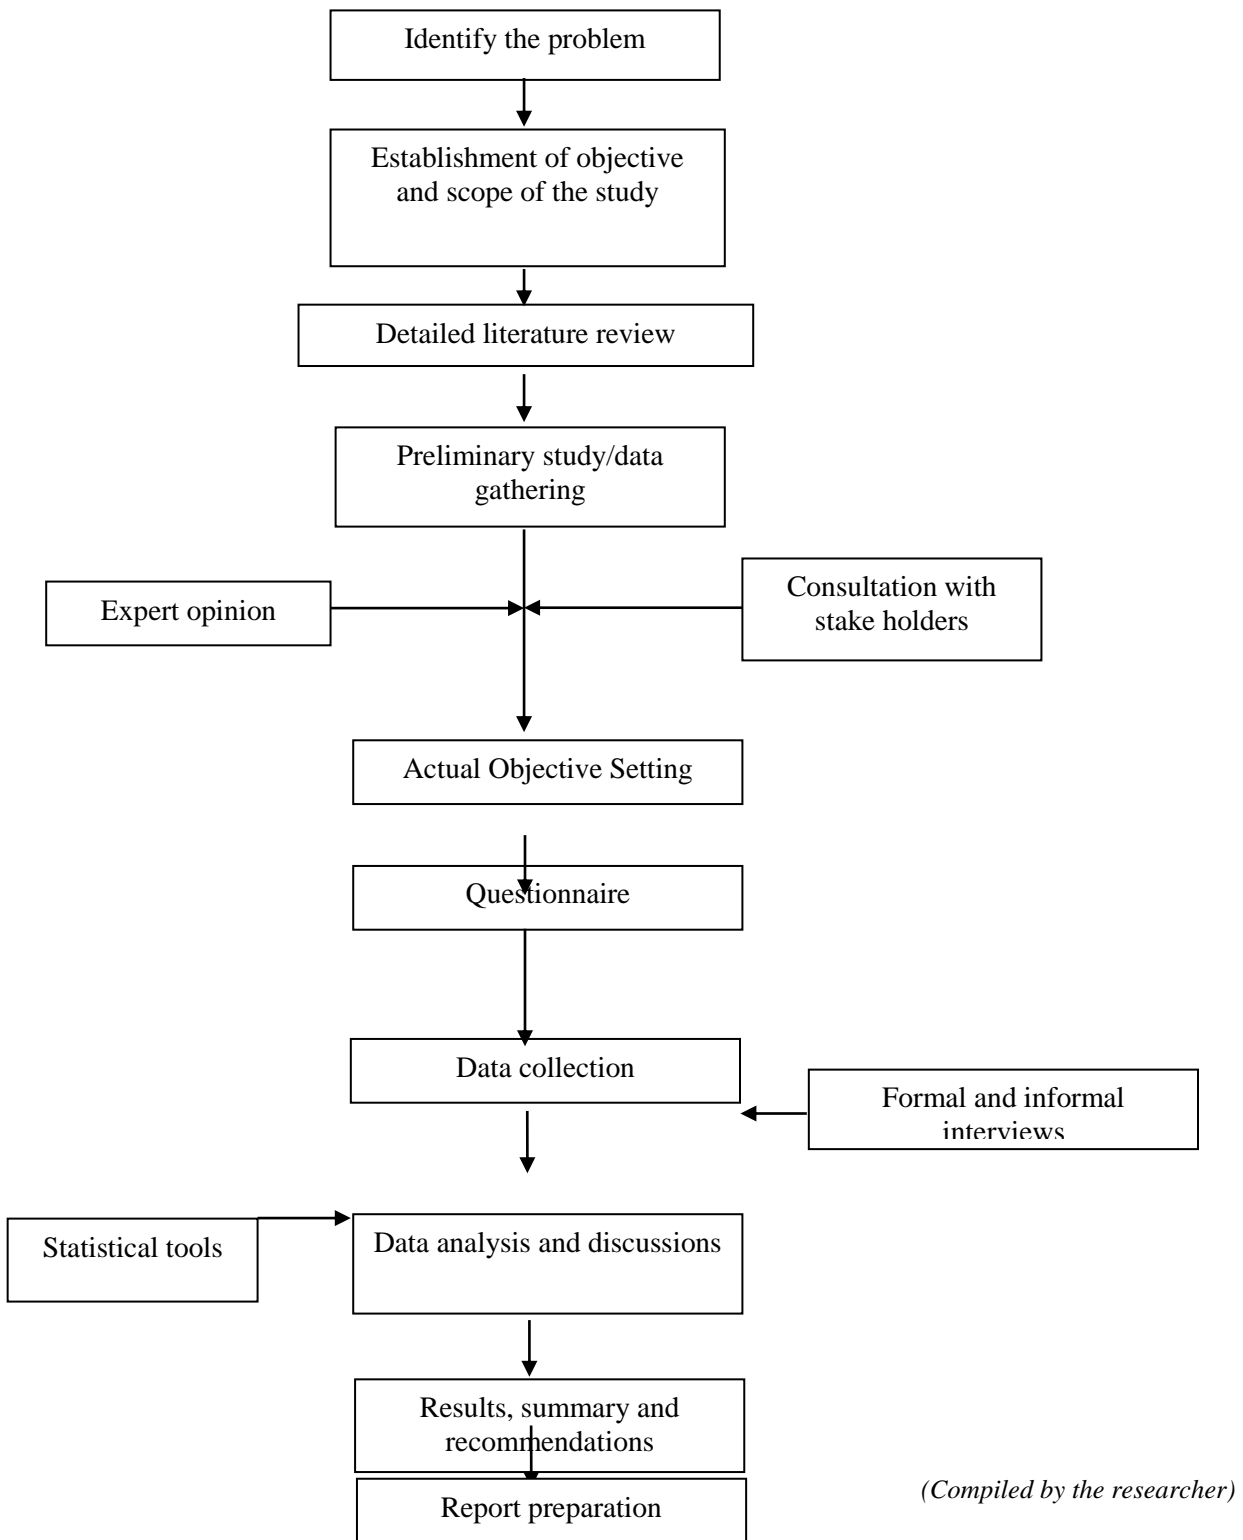 Identify the problem
Establishment of objective
and scope of the study
Detailed literature review
Preliminary study/data
gathering
Expert opinion
Consultation with
stake holders
Actual Objective Setting
Questionnaire
Data collection
Formal and informal
interviews
Statistical tools
Data analysis and discussions
Results, summary and
recommendations
(Compiled by the researcher)
Report preparation